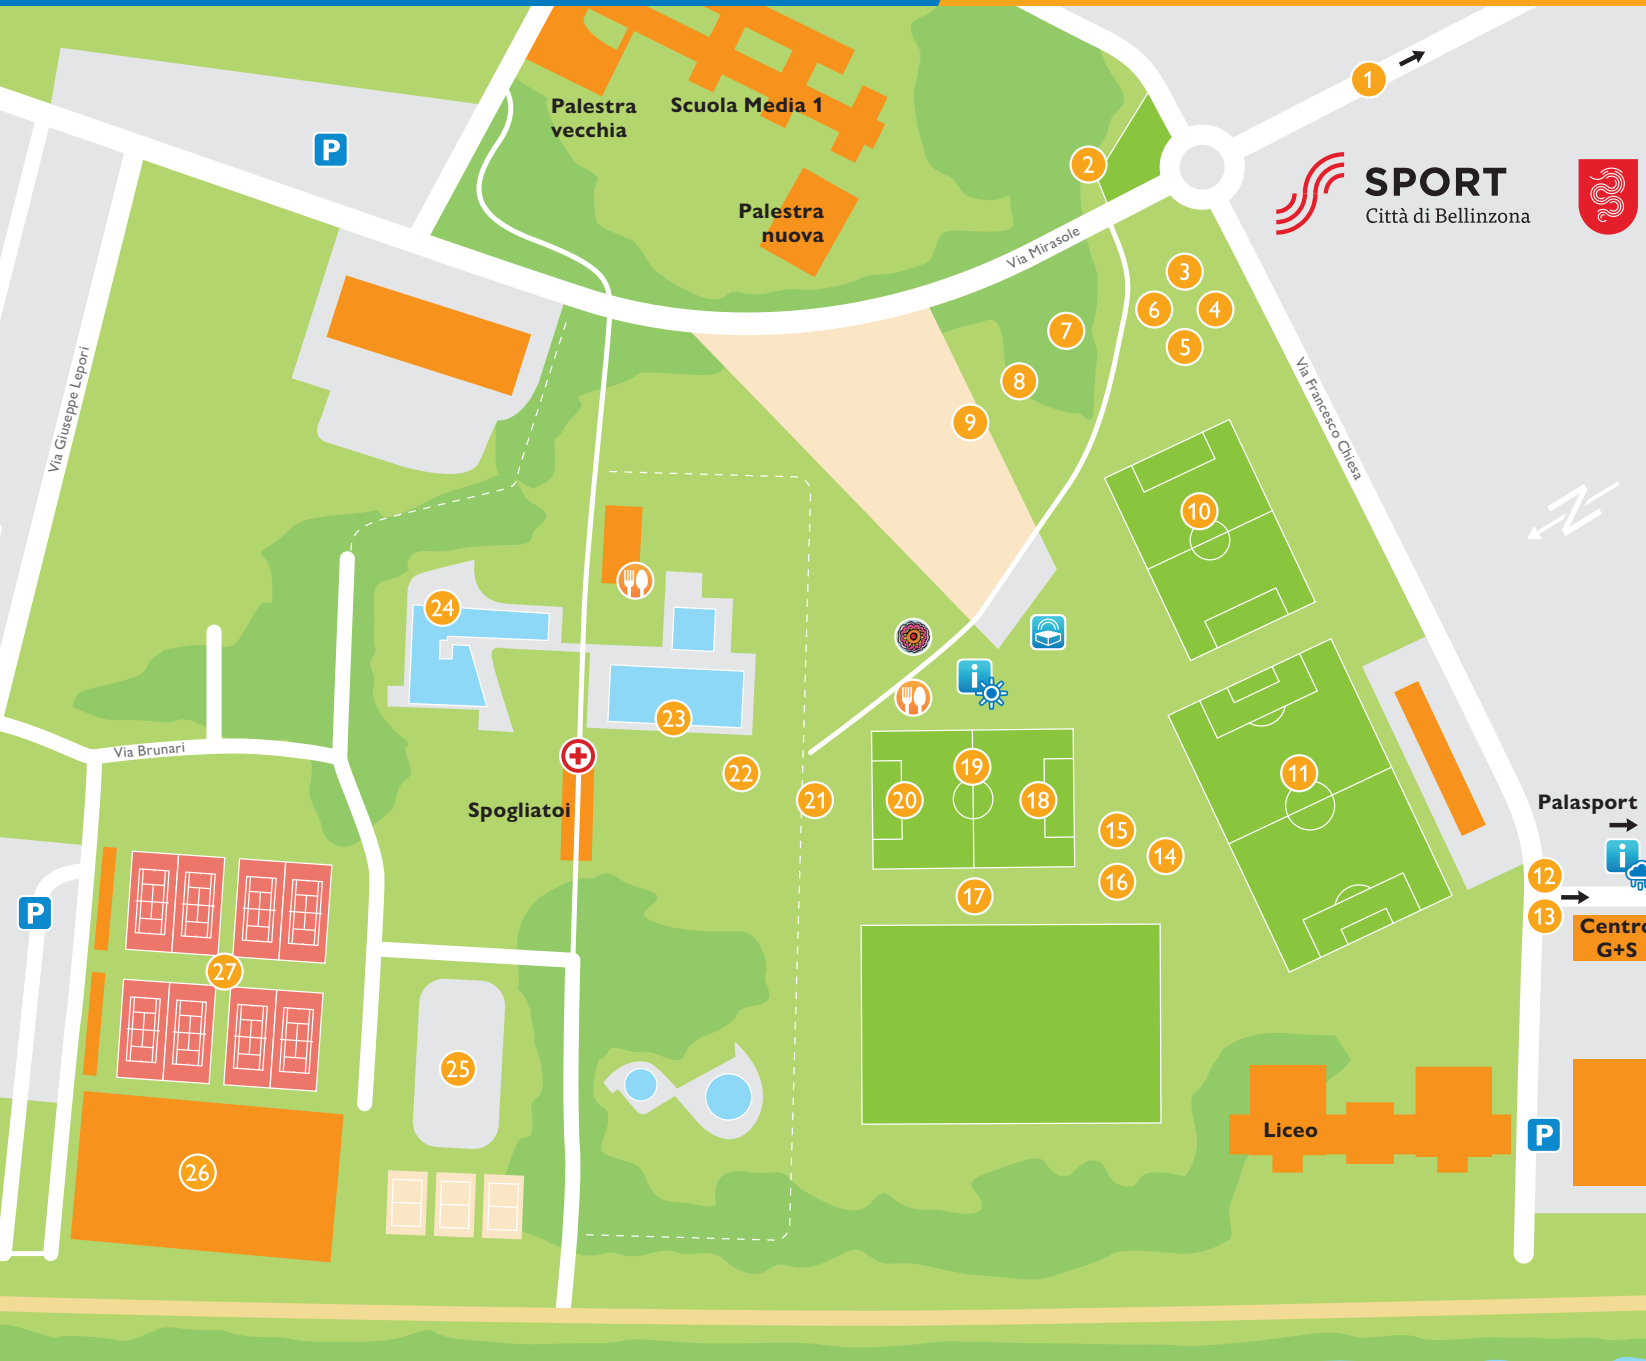 1
Palestra
vecchia
Scuola Media 1
P
2
SPORT
Città di Bellinzona
Palestra
nuova
Via Mirasole
3
6
4
5
7
8
9
Via Giuseppe Lepori
Via Francesco Chiesa
10
N
24
i
23
Via Brunari
22
21
19
20
18
11
Spogliatoi
Palasport
15
14
16
17
i
12
13
Centro
G+S
P
27
25
Liceo
P
26